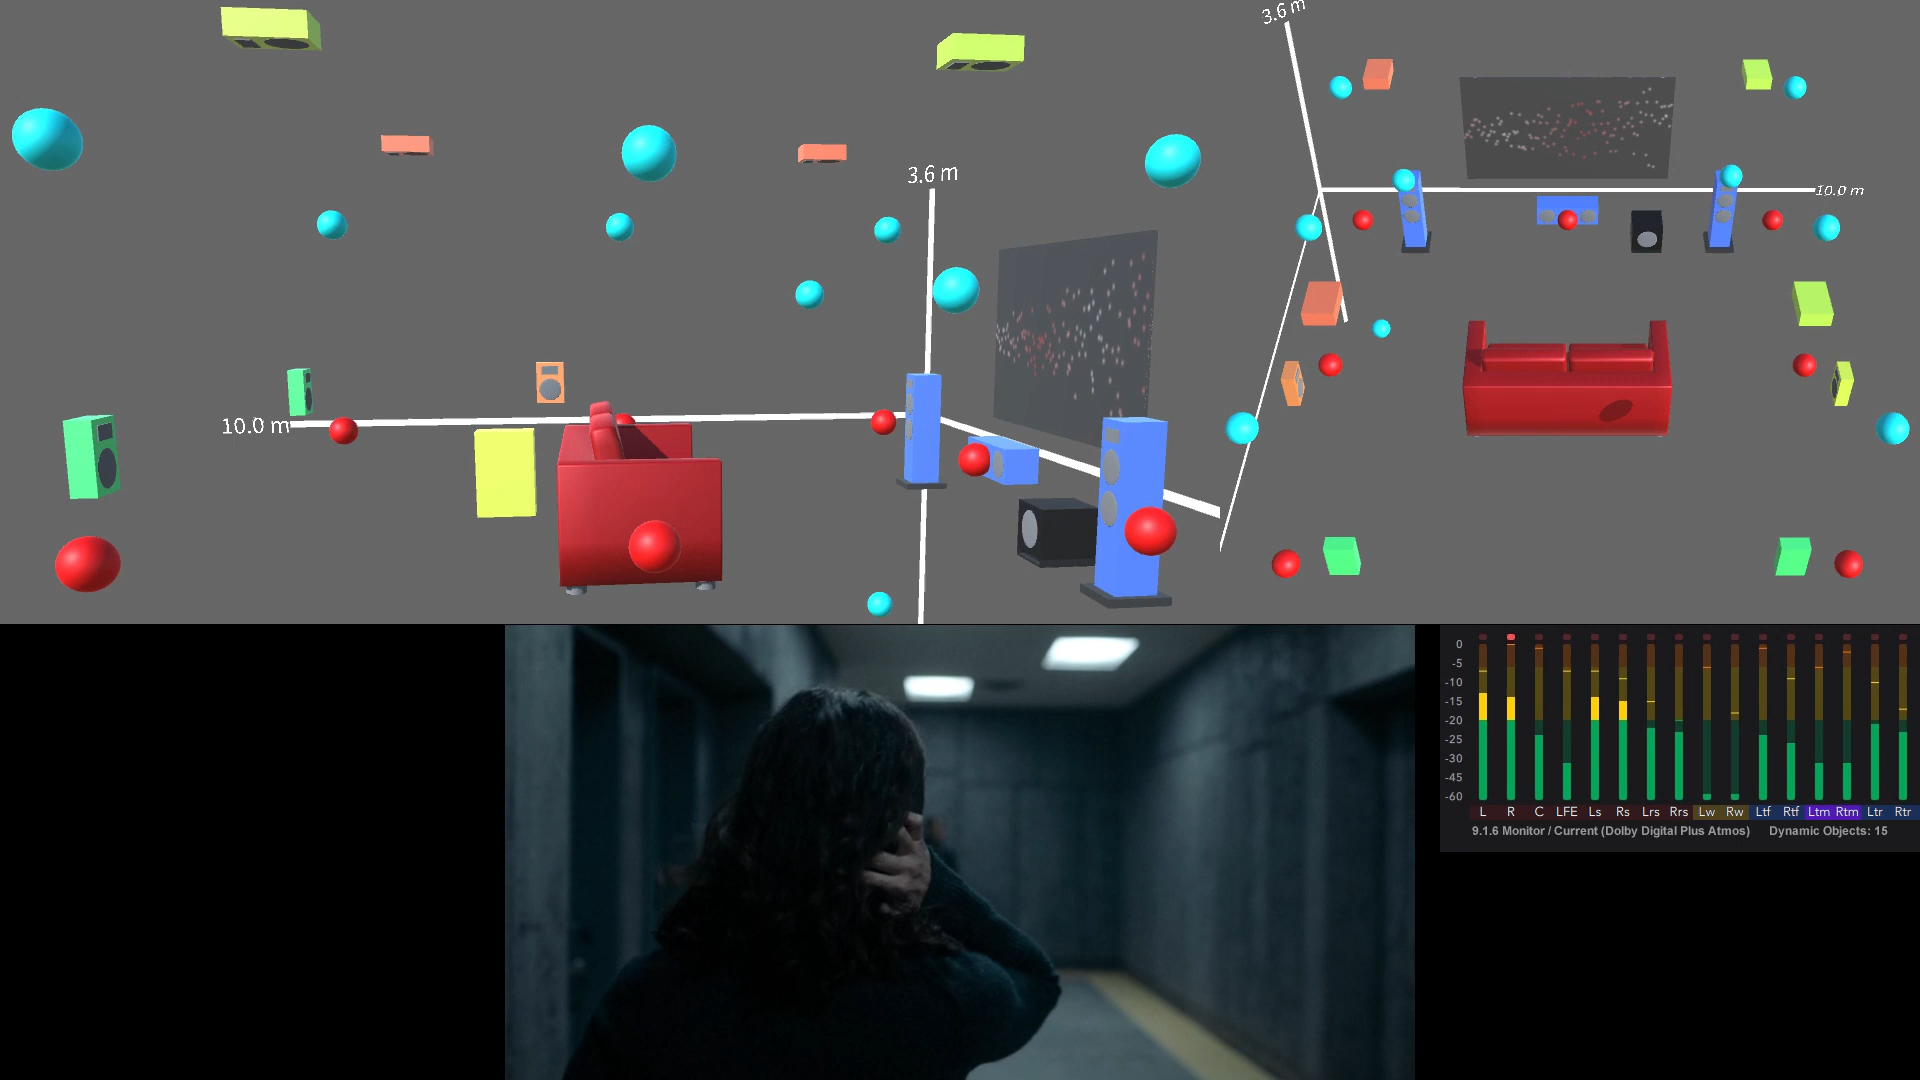 3.6 m
3.6 m
10.0 m
10.0 m
0
-5
-10
-15
-20
-25
-30
-45
-60
L R C LFE Ls Rs Lrs Rrs Lw Rw Ltf Rtf Ltm Rtm Ltr Rtr
9.1.6 Monitor / Current (Dolby Digital Plus Atmos) Dynamic Objects: 15